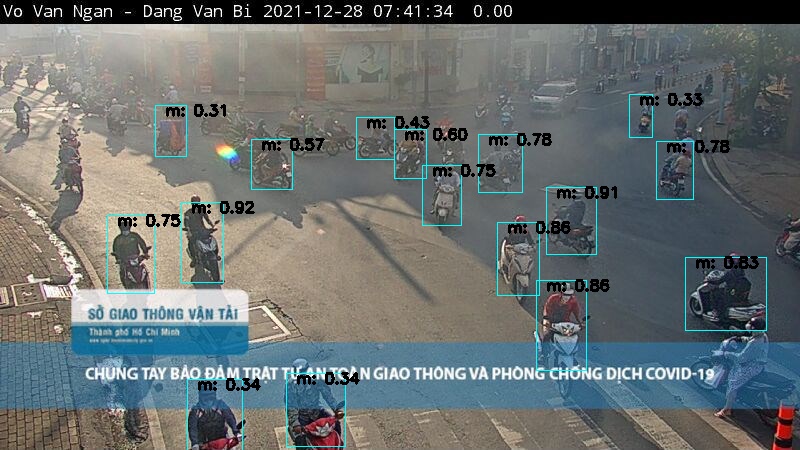 Vo Van Ngan - Dang Van Bi 2021-12-28 07:41:34 0.00
m: 0.31
m: 0.43
m: 0.33
m: 0.57
m: 0.60
m: 0.78
m: 0.78
m: 0.75
m: 0.91
m: 0.75
m: 0.92
m: 0.86
m: 0.83
m: 0.86
SỞ GIAO THÔNG VẬN TẢI
Thành phố Hồ Chí Minh
CHUNG TAY BẢO ĐẢM TRẬT TỰ AN TOÀN GIAO THÔNG VÀ PHÒNG CHỐNG DỊCH COVID-19
m: 0.34
m: 0.34